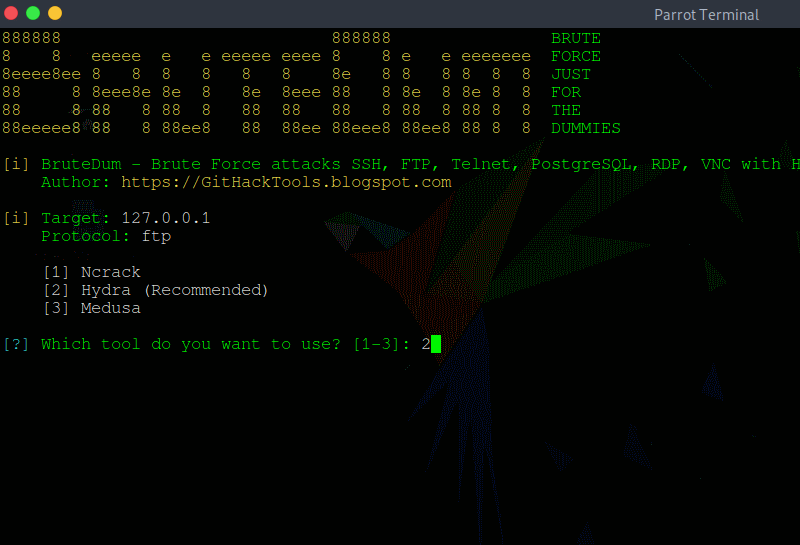 Parrot Terminal
888888                           888888                BRUTE
8    8   eeeee  e   e eeeee eeee 8    8 e   e  eeeeeee  FORCE
8eeee8ee 8   8  8   8   8   8    8e   8 8   8  8  8  8  JUST
88     8 8eee8e 8e  8   8e  8eee 88   8 8e  8  8e 8  8  FOR
88     8 88   8 88  8   88  88   88   8 88  8  88 8  8  THE
88eeeee8 88   8 88ee8   88  88ee 88eee8 88ee8 88 8  8  DUMMIES
[i] BruteDum - Brute Force attacks SSH, FTP, Telnet, PostgreSQL, RDP, VNC with H
Author: https://GitHackTools.blogspot.com
[i] Target: 127.0.0.1
Protocol: ftp
[1] Ncrack
[2] Hydra (Recommended)
[3] Medusa
[?] Which tool do you want to use? [1-3]: 2